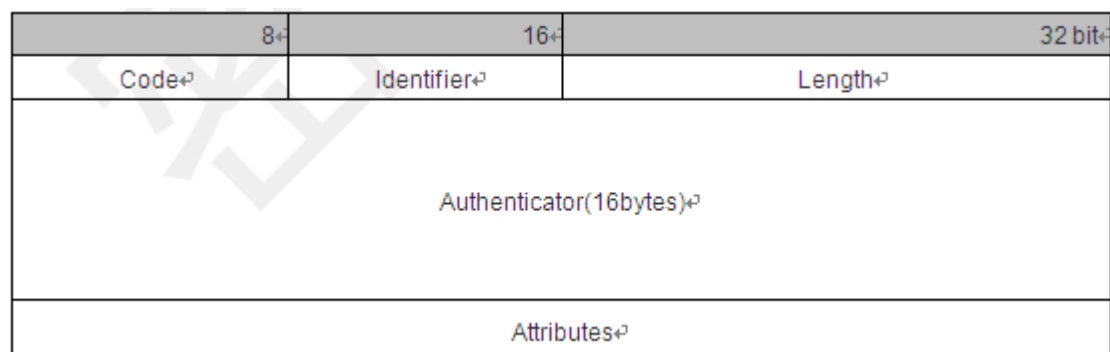 8 16 32 bit
Code Identifier Length
Authenticator(16bytes)
Attributes